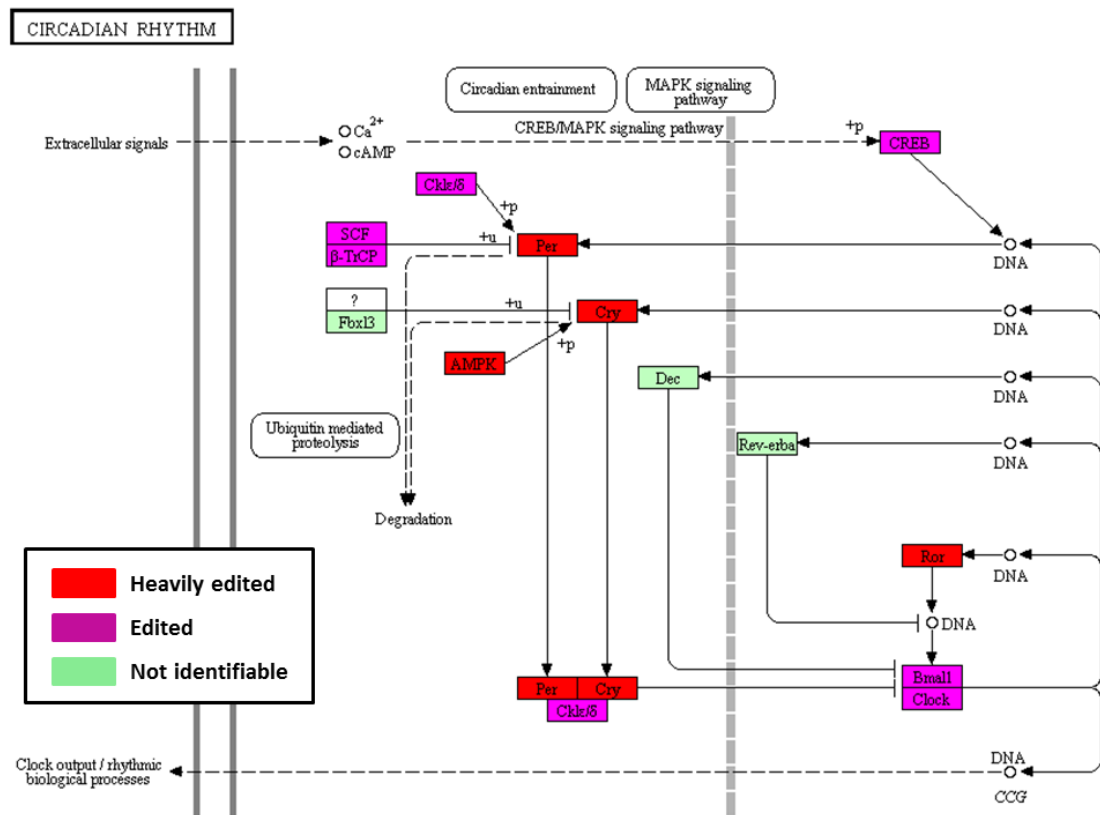 CIRCADIAN RHYTHM
Circadian entrainment
MAPK signaling
pathway
Extracellular signals
Ca2+
cAMP
CREB/MAPK signaling pathway
+p
CREB
CkIε/δ
+p
SCF
β-TrCP
+u
Per
DNA
?
Fbxl3
+u
Cry
DNA
+p
AMPK
Dec
DNA
Ubiquitin mediated
proteolysis
Rev-erba
DNA
Degradation
Ror
DNA
Heavily edited
Edited
Not identifiable
DNA
Per
Cry
CkIε/δ
Bmal1
Clock
Clock output / rhythmic
biological processes
DNA
CCG